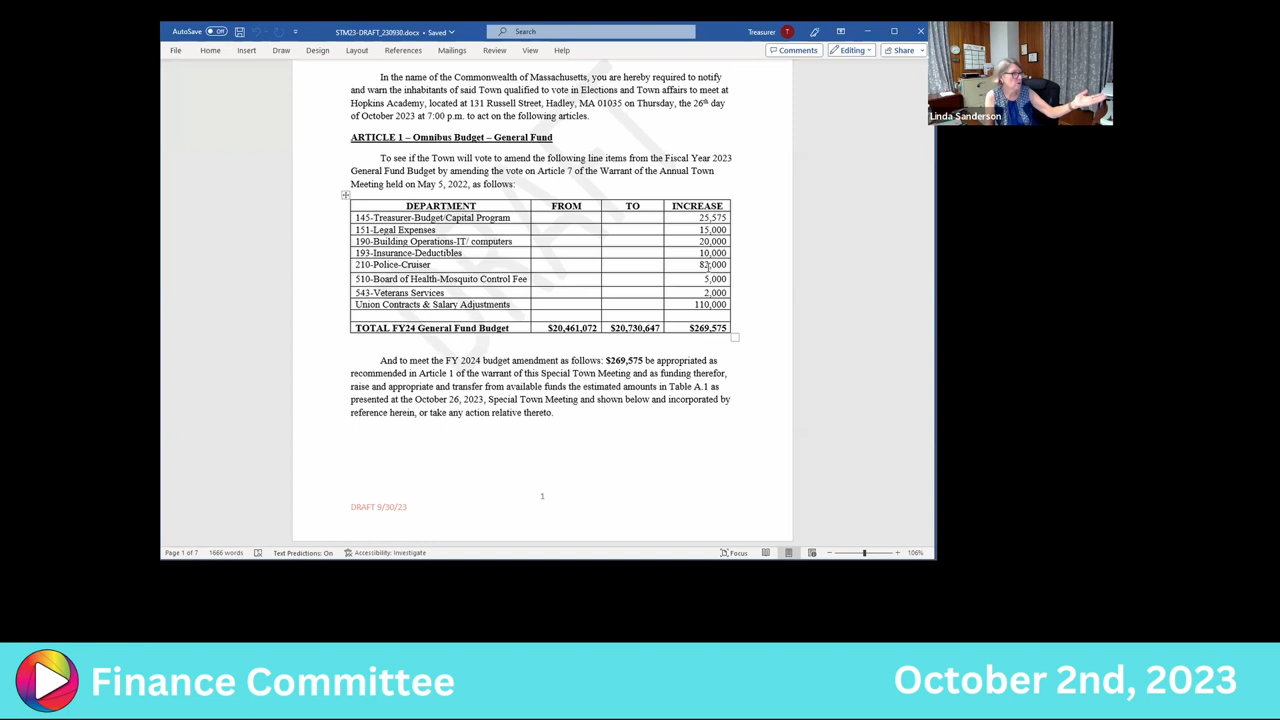 AutoSave Off STM23-DRAFT_230930.docx • Saved Search Treasurer T
File Home Insert Draw Design Layout References Mailings Review View Help Comments Editing Share
In the name of the Commonwealth of Massachusetts, you are hereby required to notify
and warn the inhabitants of said Town qualified to vote in Elections and Town affairs to meet at
Hopkins Academy, located at 131 Russell Street, Hadley, MA 01035 on Thursday, the 26th day
of October 2023 at 7:00 p.m. to act on the following articles.
ARTICLE 1 – Omnibus Budget – General Fund
To see if the Town will vote to amend the following line items from the Fiscal Year 2023
General Fund Budget by amending the vote on Article 7 of the Warrant of the Annual Town
Meeting held on May 5, 2022, as follows:
DEPARTMENT FROM TO INCREASE
145-Treasurer-Budget/Capital Program 25,575
151-Legal Expenses 15,000
190-Building Operations-IT/ computers 20,000
193-Insurance-Deductibles 10,000
210-Police-Cruiser 82,000
510-Board of Health-Mosquito Control Fee 5,000
543-Veterans Services 2,000
Union Contracts & Salary Adjustments 110,000
TOTAL FY24 General Fund Budget $20,461,072 $20,730,647 $269,575
And to meet the FY 2024 budget amendment as follows: $269,575 be appropriated as
recommended in Article 1 of the warrant of this Special Town Meeting and as funding therefor,
raise and appropriate and transfer from available funds the estimated amounts in Table A.1 as
presented at the October 26, 2023, Special Town Meeting and shown below and incorporated by
reference herein, or take any action relative thereto.
1
DRAFT 9/30/23
DRAFT
Page 1 of 7 1666 words Text Predictions: On Accessibility: Investigate Focus 106%
Linda Sanderson
Finance Committee
October 2nd, 2023